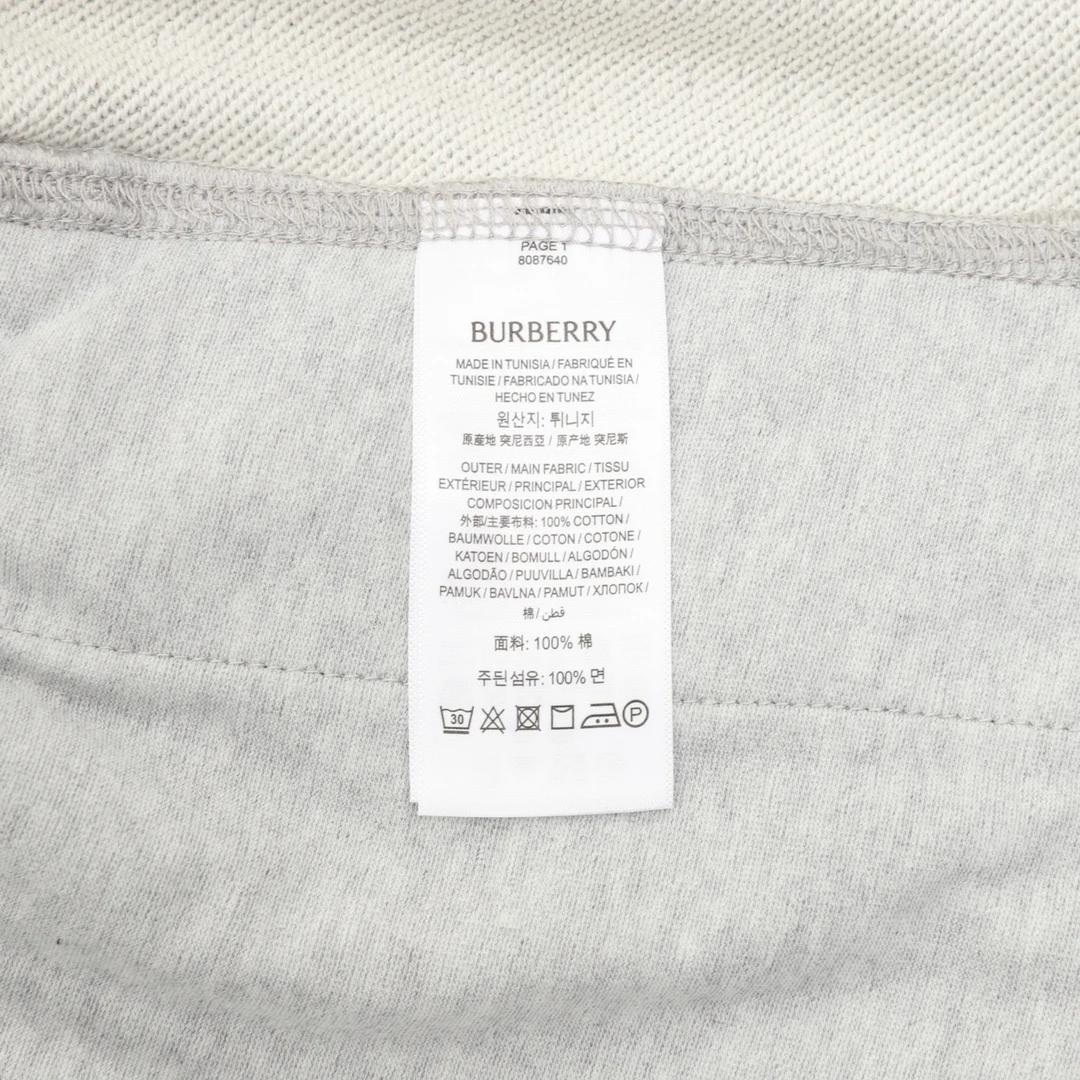 PAGE 1
8087640
BURBERRY
MADE IN TUNISIA / FABRIQUÉ EN
TUNISIE / FABRICADO NA TUNISIA /
HECHO EN TUNEZ
원산지: 튀니지
原產地 突尼西亞 / 原产地 突尼斯
OUTER / MAIN FABRIC / TISSU
EXTÉRIEUR / PRINCIPAL / EXTERIOR
COMPOSICION PRINCIPAL /
外部/主要布料: 100% COTTON /
BAUMWOLLE / COTON / COTONE /
KATOEN / BOMULL / ALGODÓN /
ALGODÃO / PUUVILLA / BAMBAKI /
PAMUK / BAVLNA / PAMUT / ХЛОПОК /
棉 / قطن
面料: 100% 棉
주된섬유: 100% 면
30 P